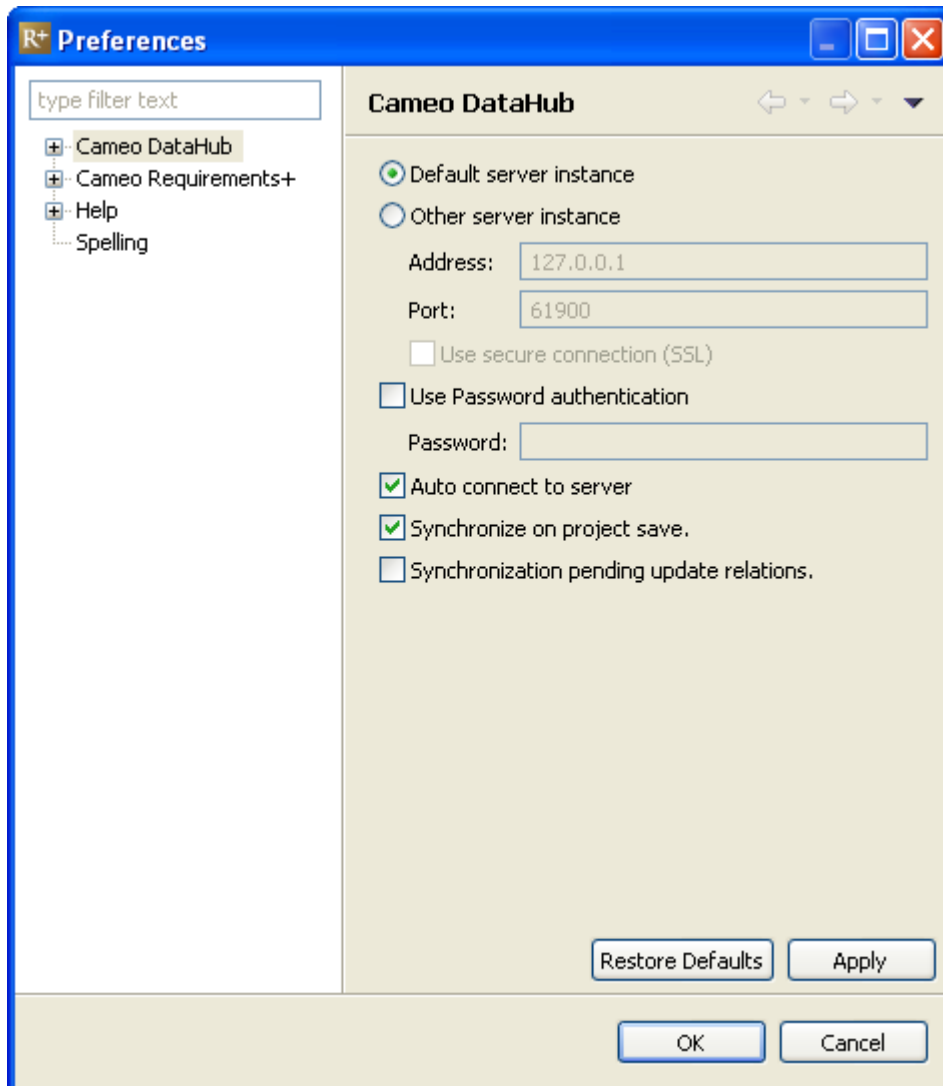 R+ Preferences
type filter text
Cameo DataHub
Cameo Requirements+
Help
Spelling
Cameo DataHub
Default server instance
Other server instance
Address: 127.0.0.1
Port: 61900
Use secure connection (SSL)
Use Password authentication
Password:
Auto connect to server
Synchronize on project save.
Synchronization pending update relations.
Restore Defaults Apply
OK Cancel